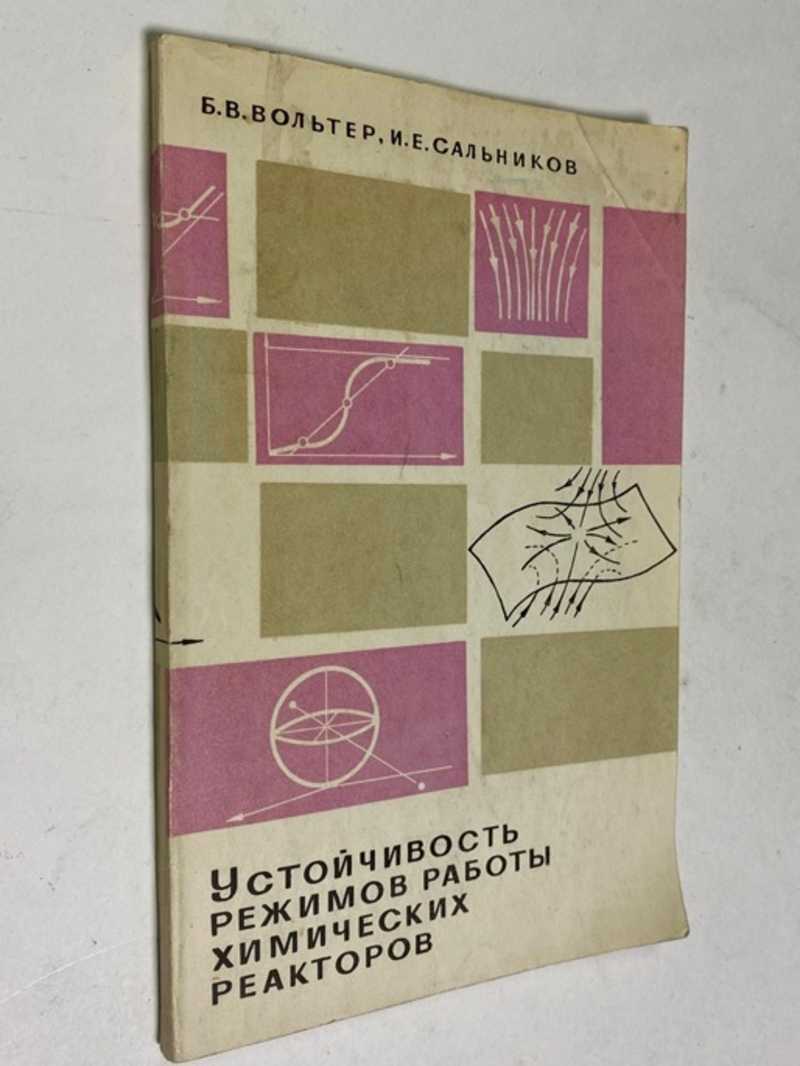 Б.В.ВОЛЬТЕР, И.Е.САЛЬНИКОВ
УСТОЙЧИВОСТЬ
РЕЖИМОВ РАБОТЫ
ХИМИЧЕСКИХ
РЕАКТОРОВ